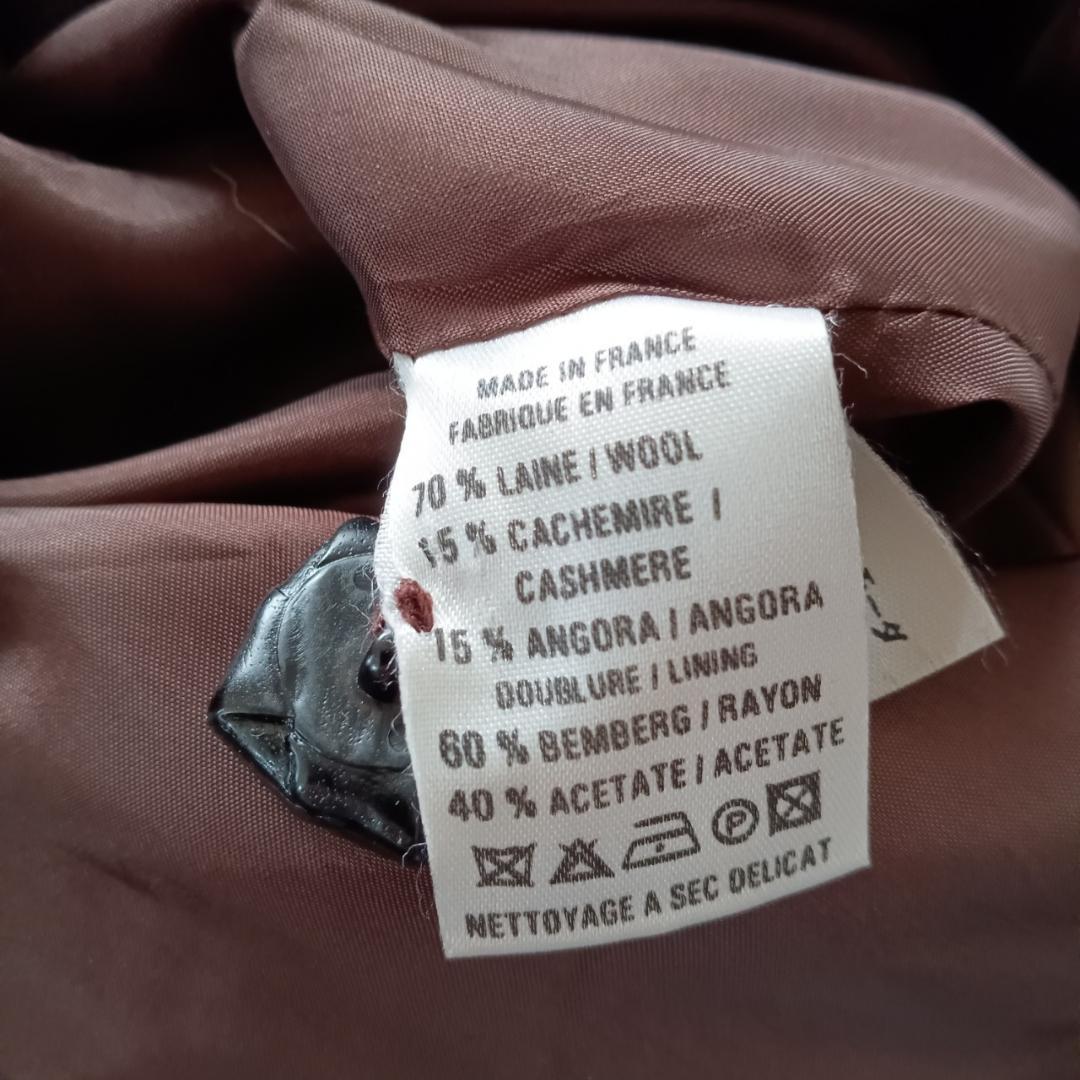 MADE IN FRANCE
FABRIQUE EN FRANCE
70 % LAINE / WOOL
15 % CACHEMIRE /
CASHMERE
15 % ANGORA / ANGORA
DOUBLURE / LINING
60 % BEMBERG / RAYON
40 % ACETATE / ACETATE
P
NETTOYAGE A SEC DELICAT